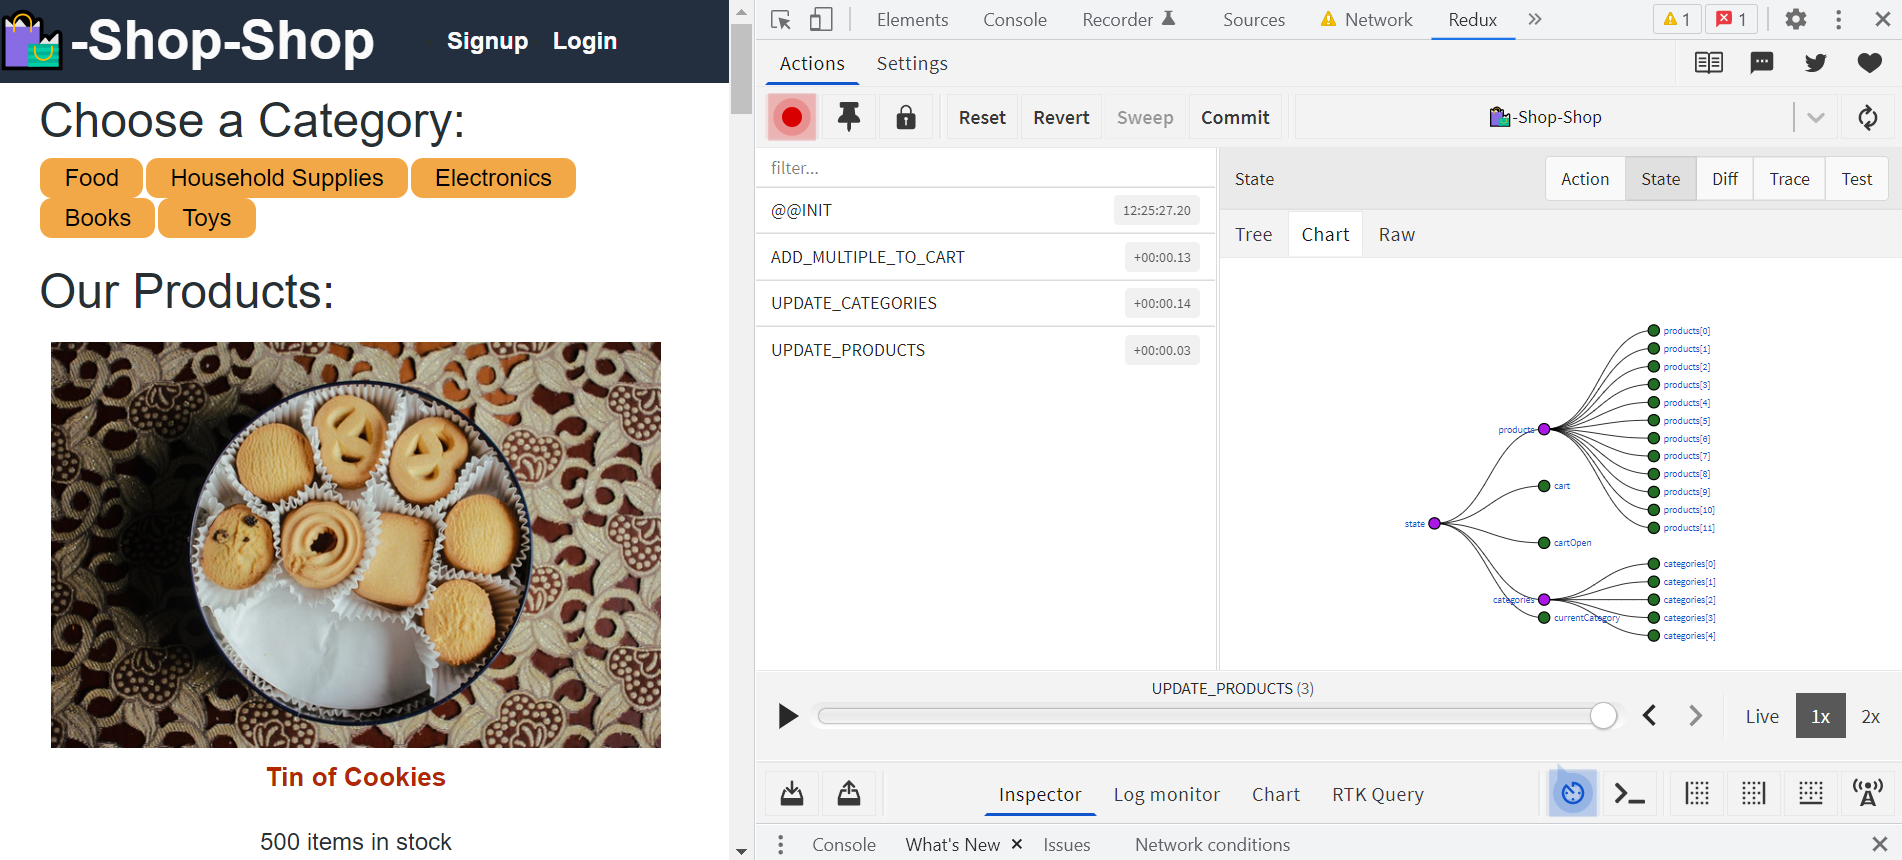 -Shop-Shop
Signup Login
Choose a Category:
Food Household Supplies Electronics
Books Toys
Our Products:
Tin of Cookies
500 items in stock
Elements Console Recorder Sources Network Redux 1 1
Actions Settings
Reset Revert Sweep Commit -Shop-Shop
filter...
@@INIT 12:25:27.20
ADD_MULTIPLE_TO_CART +00:00.13
UPDATE_CATEGORIES +00:00.14
UPDATE_PRODUCTS +00:00.03
State Action State Diff Trace Test
Tree Chart Raw
products[0]
products[1]
products[2]
products[3]
products[4]
products[5]
products products[6]
products[7]
products[8]
cart products[9]
products[10]
state products[11]
cartOpen
categories[0]
categories[1]
categories categories[2]
currentCategory categories[3]
categories[4]
UPDATE_PRODUCTS (3)
Live 1x 2x
Inspector Log monitor Chart RTK Query
Console What's New Issues Network conditions